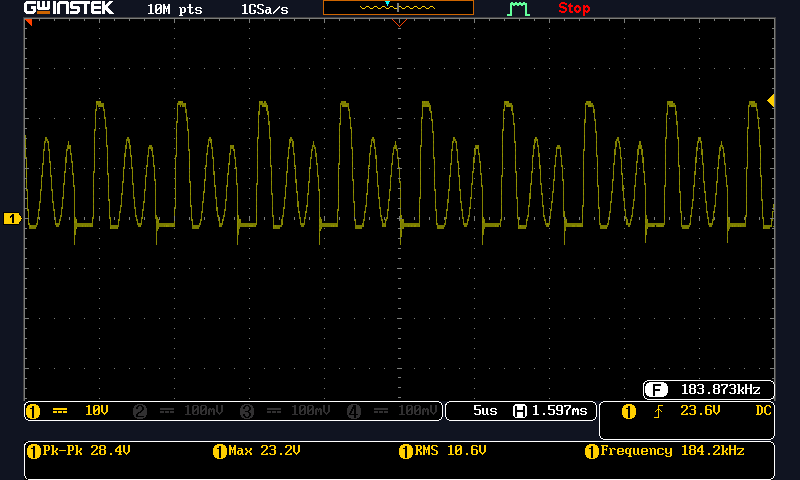 GWINSTEK 10M pts 1GSa/s Stop
1
F 183.873kHz
1 10V 2 100mV 3 100mV 4 100mV 5us H 1.597ms 1 23.6V DC
1 Pk-Pk 28.4V 1 Max 23.2V 1 RMS 10.6V 1 Frequency 184.2kHz